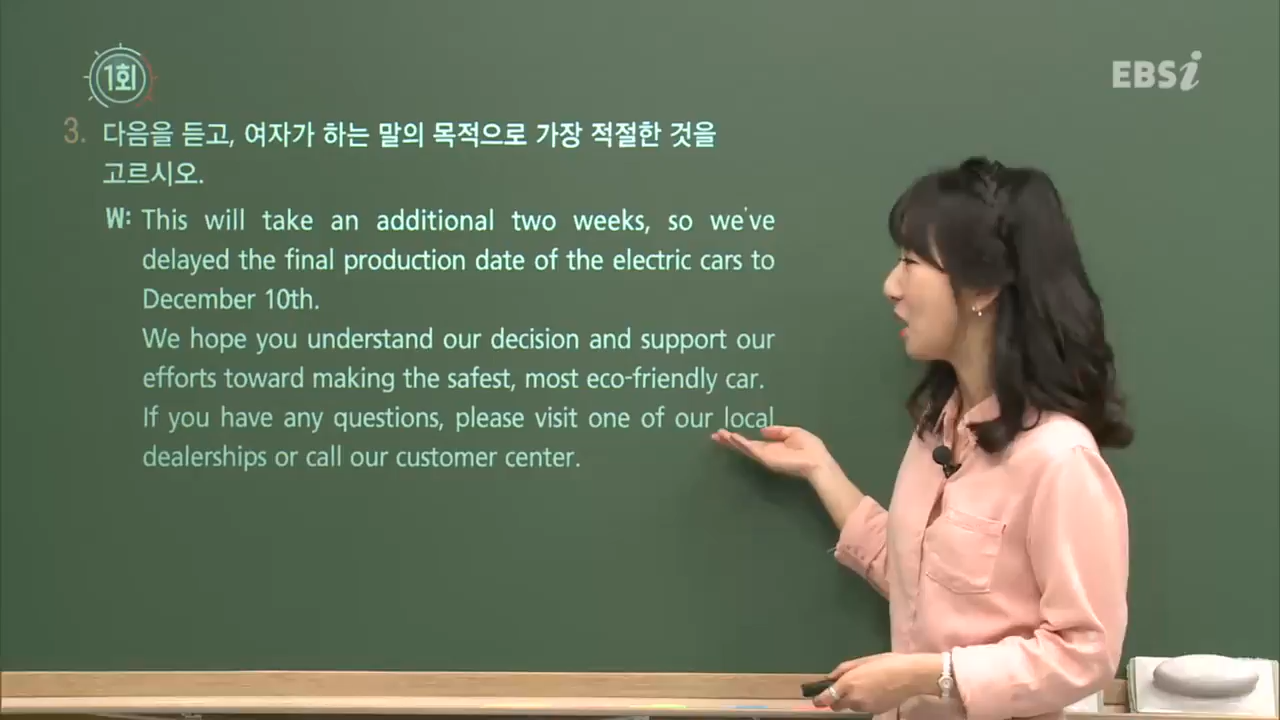 1회
EBSi
3. 다음을 듣고, 여자가 하는 말의 목적으로 가장 적절한 것을
고르시오.
W: This will take an additional two weeks, so we've
delayed the final production date of the electric cars to
December 10th.
We hope you understand our decision and support our
efforts toward making the safest, most eco-friendly car.
If you have any questions, please visit one of our local
dealerships or call our customer center.